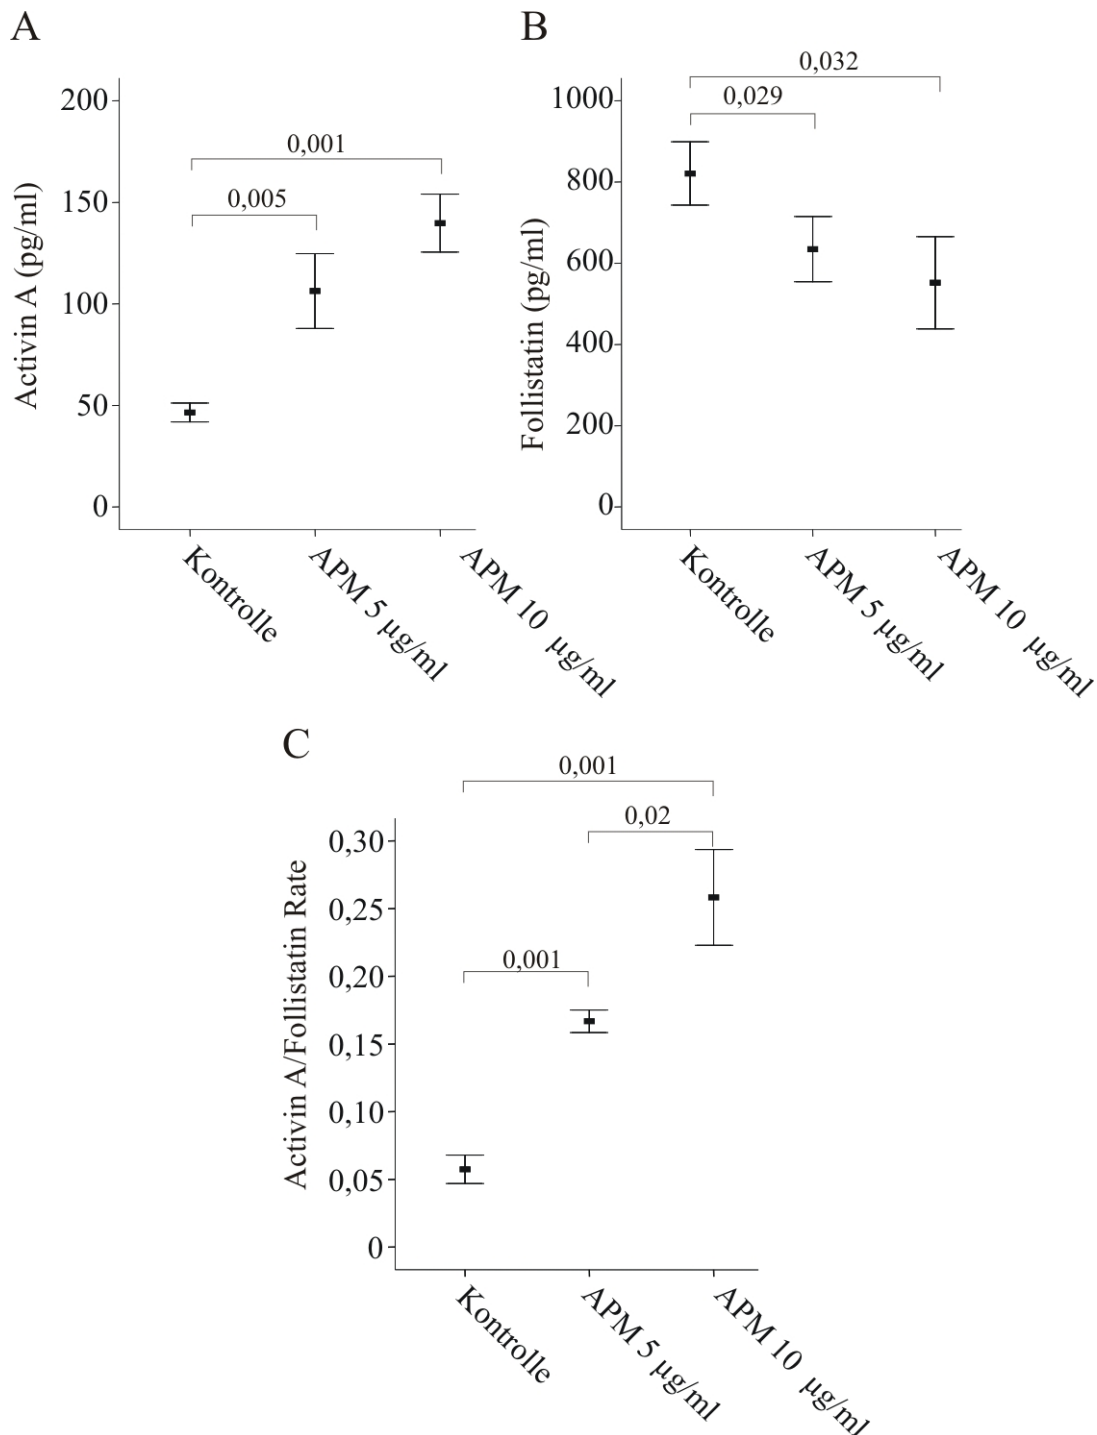 A
Activin A (pg/ml)
200
150
100
50
0
0,001
0,005
Kontrolle
APM 5 µg/ml
APM 10 µg/ml
B
Follistatin (pg/ml)
1000
800
600
400
200
0
0,032
0,029
Kontrolle
APM 5 µg/ml
APM 10 µg/ml
C
Activin A/Follistatin Rate
0,30
0,25
0,20
0,15
0,10
0,05
0
0,001
0,02
0,001
Kontrolle
APM 5 µg/ml
APM 10 µg/ml